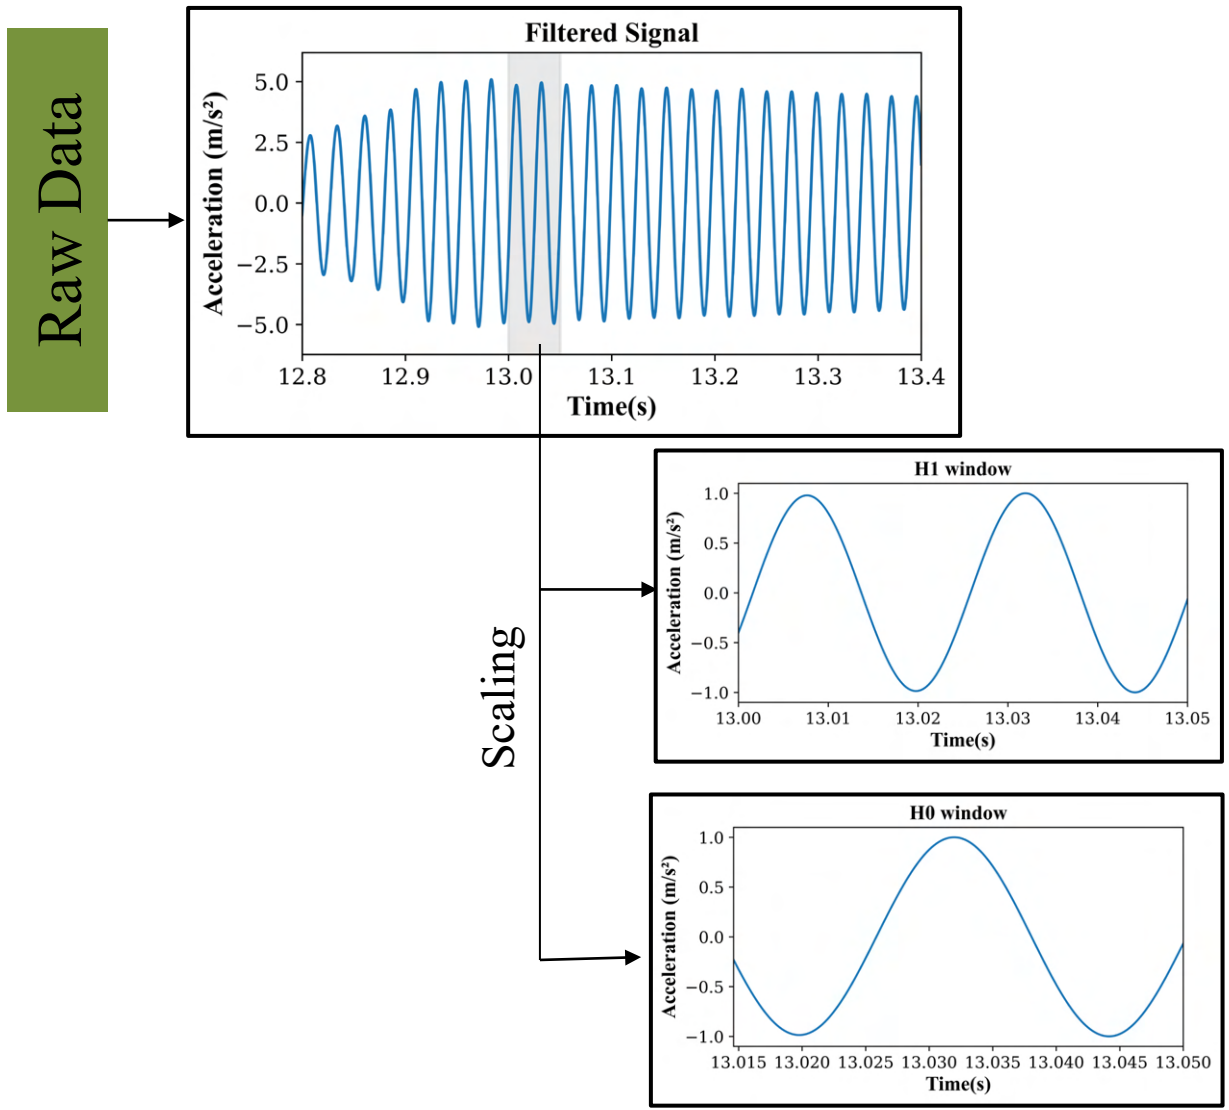 Raw Data
Filtered Signal
Acceleration (m/s²)
5.0
2.5
0.0
−2.5
−5.0
12.8 12.9 13.0 13.1 13.2 13.3 13.4
Time(s)
Scaling
H1 window
Acceleration (m/s²)
1.0
0.5
0.0
−0.5
−1.0
13.00 13.01 13.02 13.03 13.04 13.05
Time(s)
H0 window
Acceleration (m/s²)
1.0
0.5
0.0
−0.5
−1.0
13.015 13.020 13.025 13.030 13.035 13.040 13.045 13.050
Time(s)